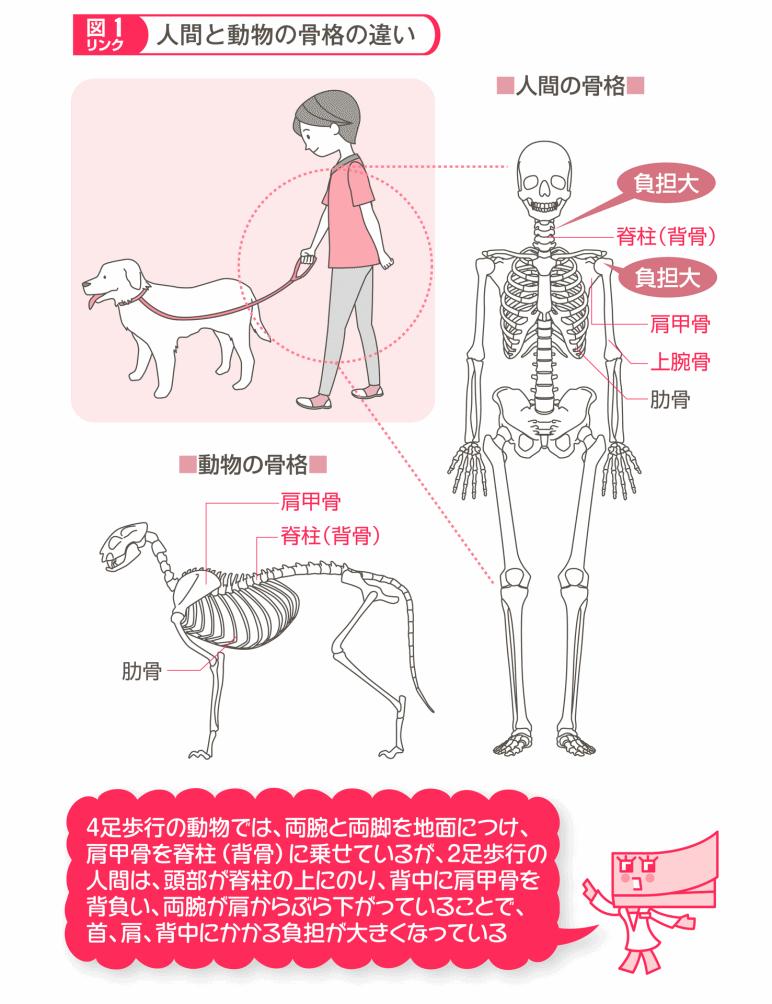 図1
リンク
人間と動物の骨格の違い
■人間の骨格■
負担大
脊柱(背骨)
負担大
肩甲骨
上腕骨
肋骨
■動物の骨格■
肩甲骨
脊柱(背骨)
肋骨
4足歩行の動物では、両腕と両脚を地面につけ、
肩甲骨を脊柱(背骨)に乗せているが、2足歩行の
人間は、頭部が脊柱の上にのり、背中に肩甲骨を
背負い、両腕が肩からぶら下がっていることで、
首、肩、背中にかかる負担が大きくなっている